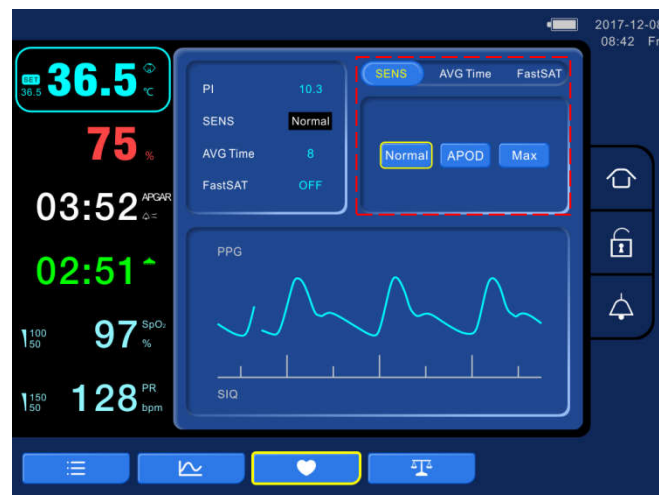 2017-12-08
08:42 Fr
SET
36.5
36.5 °C
75 %
03:52 APGAR
02:51
100
50
97 SpO₂
%
150
50
128 PR
bpm
PI 10.3
SENS Normal
AVG Time 8
FastSAT OFF
SENS AVG Time FastSAT
Normal APOD Max
PPG
SIQ